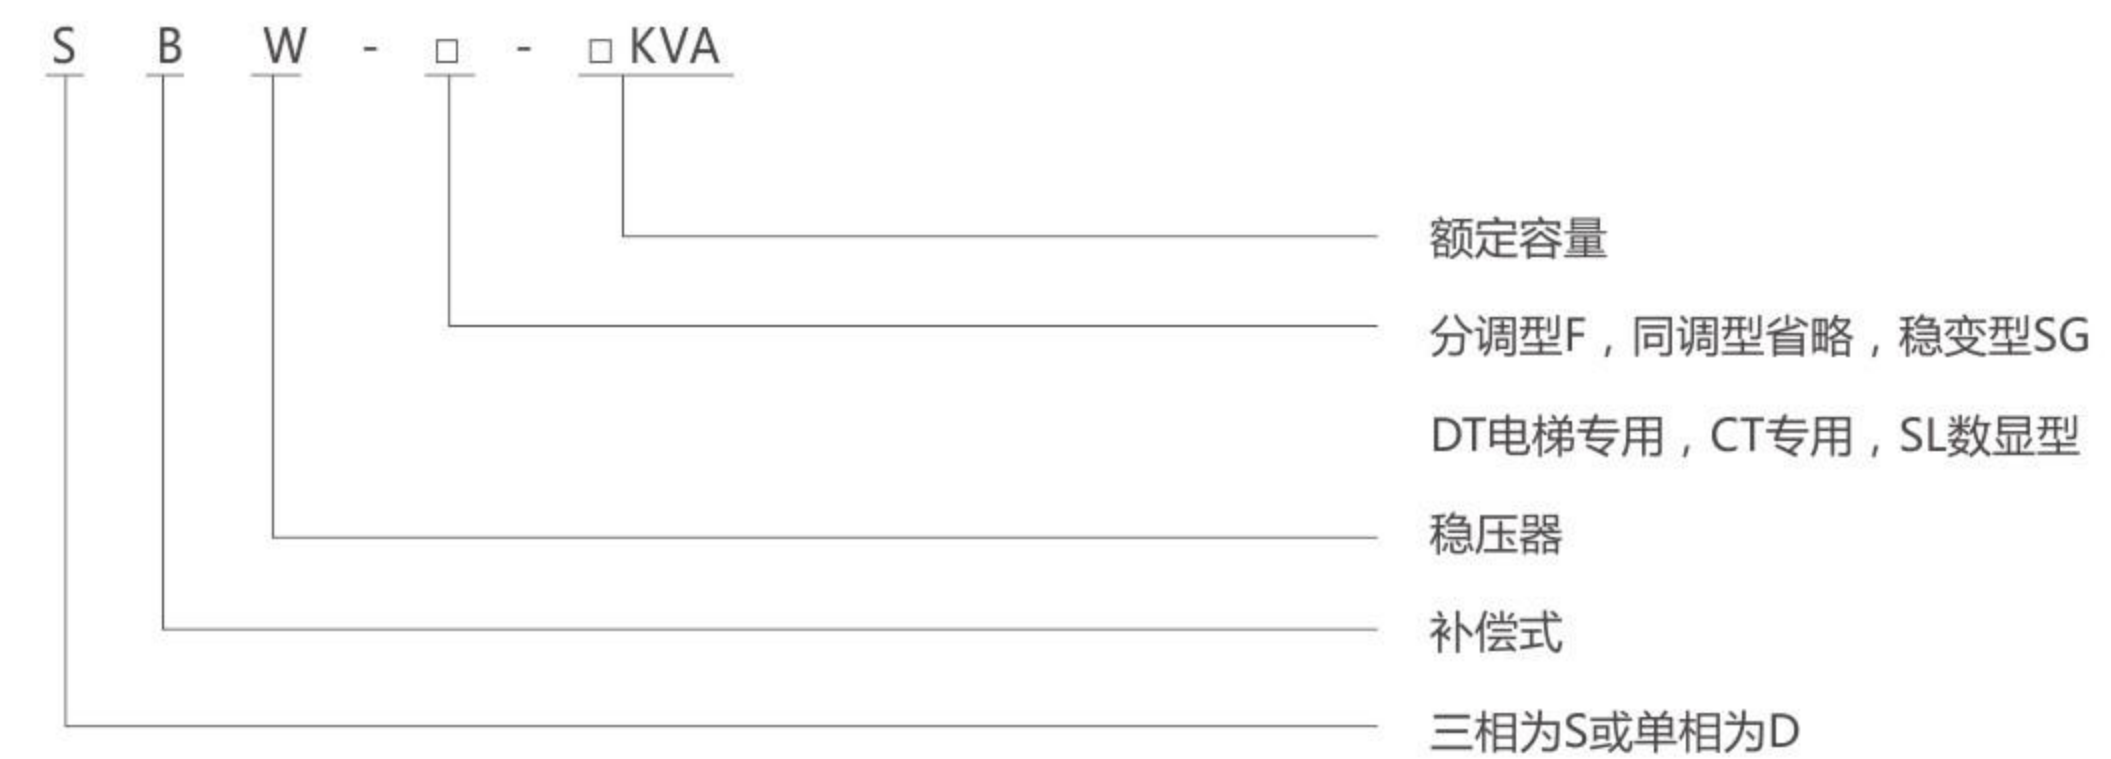 S B W - □ - □ KVA
额定容量
分调型F，同调型省略，稳变型SG
DT电梯专用，CT专用，SL数显型
稳压器
补偿式
三相为S或单相为D